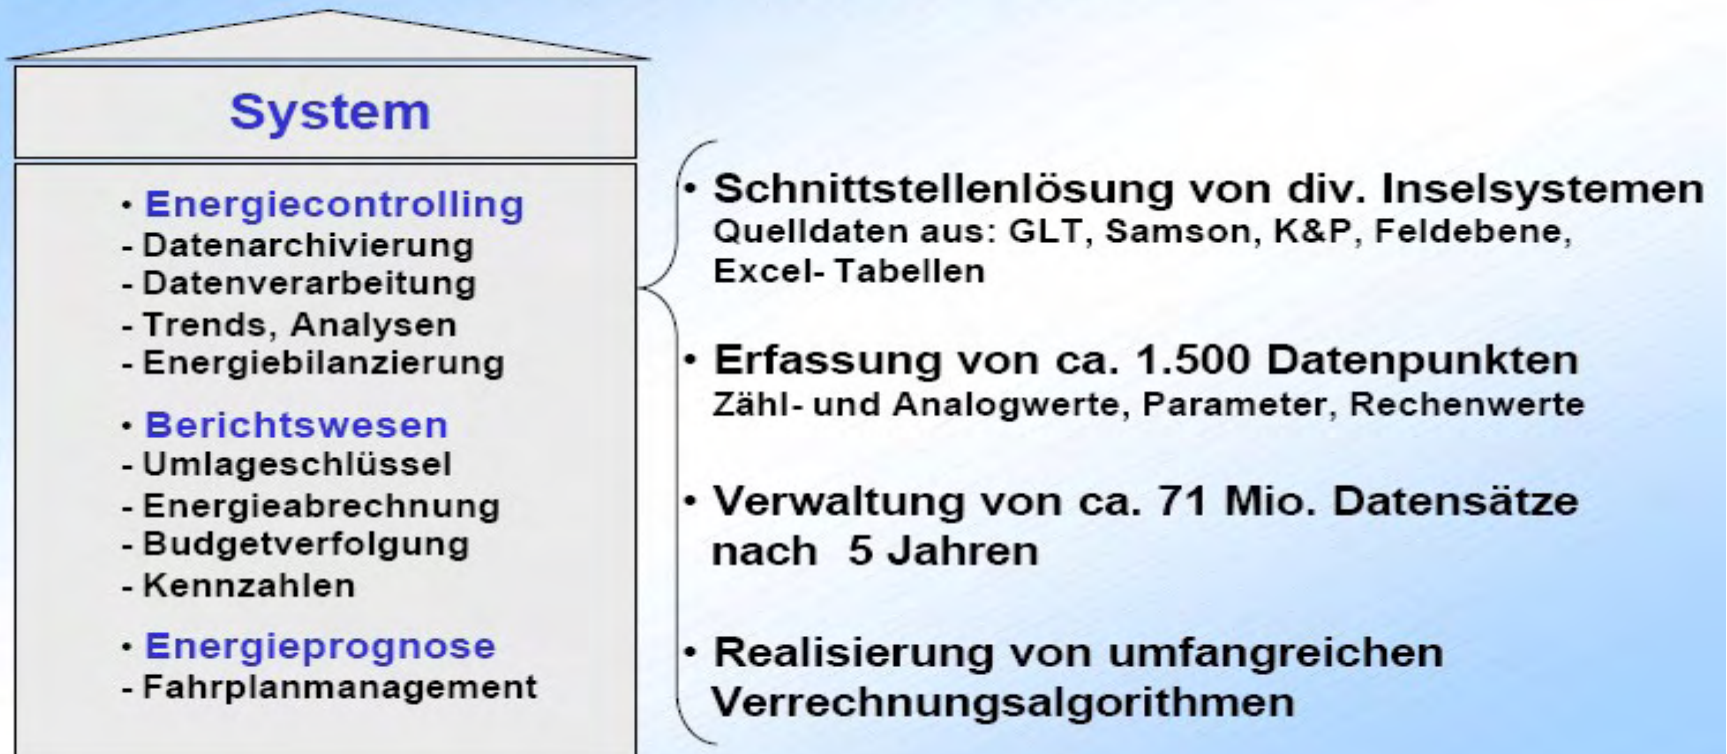 System
• Energiecontrolling
- Datenarchivierung
- Datenverarbeitung
- Trends, Analysen
- Energiebilanzierung
• Berichtswesen
- Umlageschlüssel
- Energieabrechnung
- Budgetverfolgung
- Kennzahlen
• Energieprognose
- Fahrplanmanagement
• Schnittstellenlösung von div. Inselsystemen
Quelldaten aus: GLT, Samson, K&P, Feldebene,
Excel- Tabellen
• Erfassung von ca. 1.500 Datenpunkten
Zähl- und Analogwerte, Parameter, Rechenwerte
• Verwaltung von ca. 71 Mio. Datensätze
nach 5 Jahren
• Realisierung von umfangreichen
Verrechnungsalgorithmen